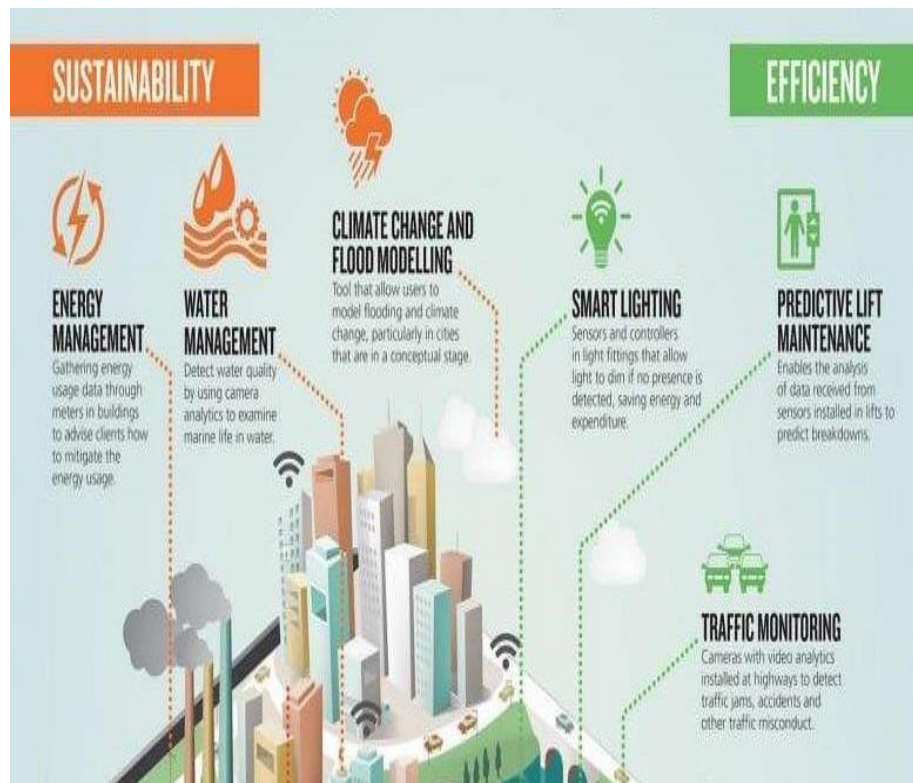 SUSTAINABILITY
EFFICIENCY
CLIMATE CHANGE AND
FLOOD MODELLING
Tool that allow users to
model flooding and climate
change, particularly in cities
that are in a conceptual stage.
ENERGY
MANAGEMENT
Gathering energy
usage data through
meters in buildings
to advise clients how
to mitigate the
energy usage.
WATER
MANAGEMENT
Detect water quality
by using camera
analytics to examine
marine life in water.
SMART LIGHTING
Sensors and controllers
in light fittings that allow
light to dim if no presence is
detected, saving energy and
expenditure.
PREDICTIVE LIFT
MAINTENANCE
Enables the analysis
of data received from
sensors installed in lifts to
predict breakdowns.
TRAFFIC MONITORING
Cameras with video analytics
installed at highways to detect
traffic jams, accidents and
other traffic misconduct.